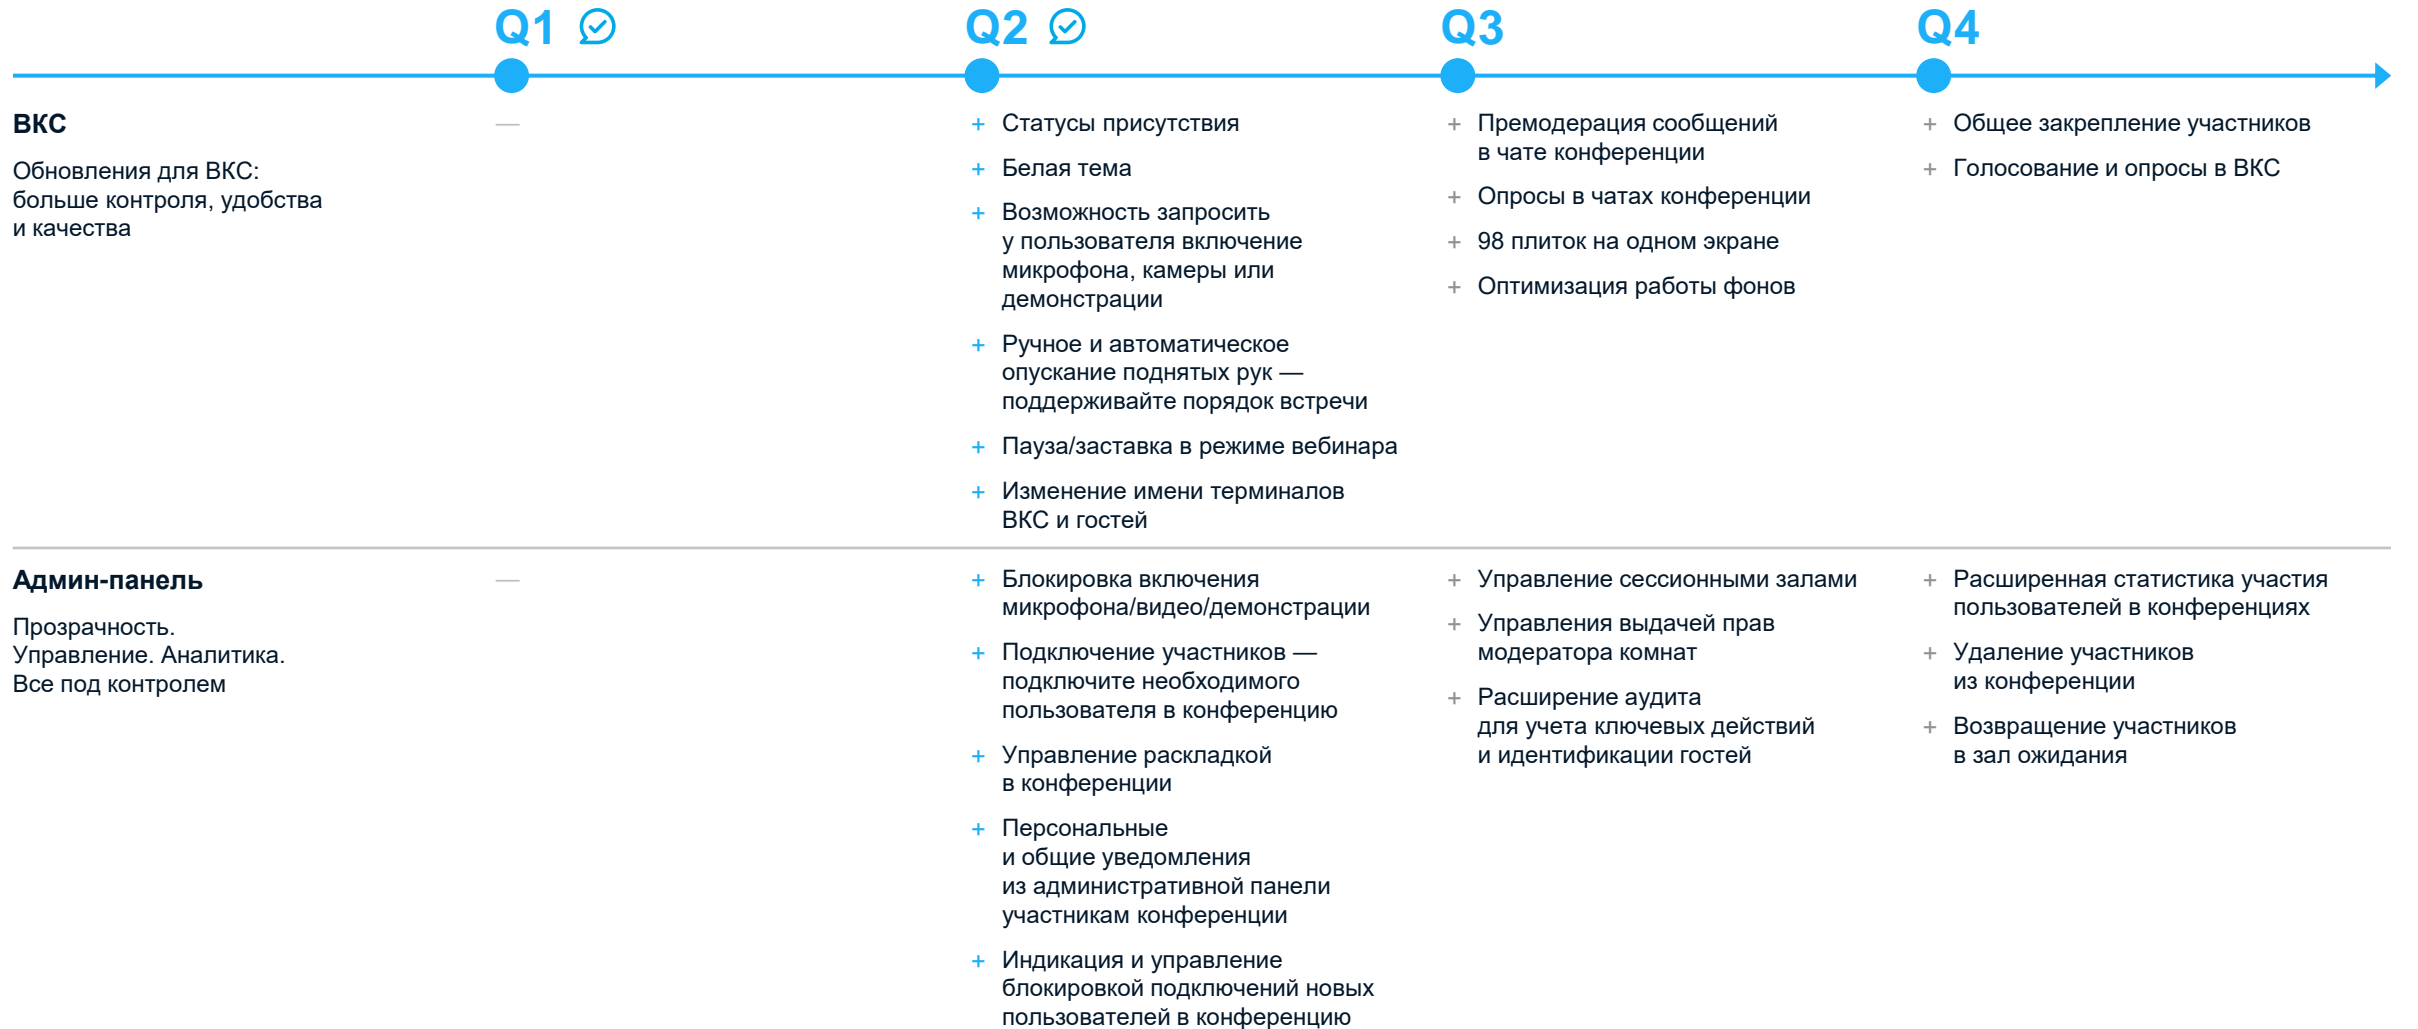 Q1
Q2
Q3
Q4
ВКС
Обновления для ВКС:
больше контроля, удобства
и качества
—
+ Статусы присутствия
+ Белая тема
+ Возможность запросить
у пользователя включение
микрофона, камеры или
демонстрации
+ Ручное и автоматическое
опускание поднятых рук —
поддерживайте порядок встречи
+ Пауза/заставка в режиме вебинара
+ Изменение имени терминалов
ВКС и гостей
+ Премодерация сообщений
в чате конференции
+ Опросы в чатах конференции
+ 98 плиток на одном экране
+ Оптимизация работы фонов
+ Общее закрепление участников
+ Голосование и опросы в ВКС
Админ-панель
Прозрачность.
Управление. Аналитика.
Все под контролем
—
+ Блокировка включения
микрофона/видео/демонстрации
+ Подключение участников —
подключите необходимого
пользователя в конференцию
+ Управление раскладкой
в конференции
+ Персональные
и общие уведомления
из административной панели
участникам конференции
+ Индикация и управление
блокировкой подключений новых
пользователей в конференцию
+ Управление сессионными залами
+ Управления выдачей прав
модератора комнат
+ Расширение аудита
для учета ключевых действий
и идентификации гостей
+ Расширенная статистика участия
пользователей в конференциях
+ Удаление участников
из конференции
+ Возвращение участников
в зал ожидания